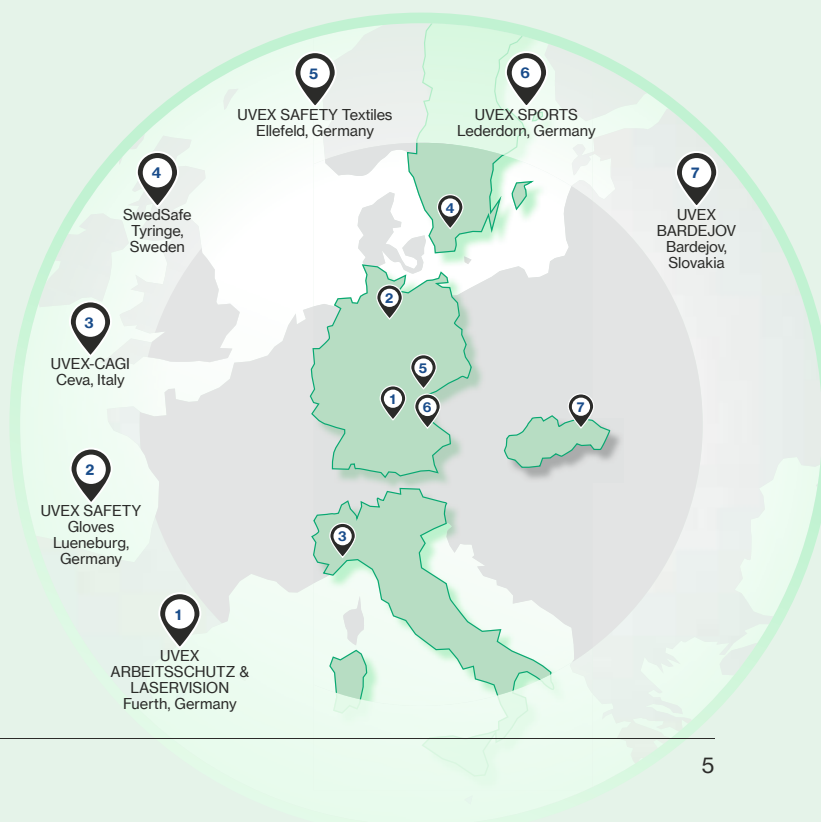 5
UVEX SAFETY Textiles
Ellefeld, Germany
6
UVEX SPORTS
Lederdorn, Germany
4
SwedSafe
Tyringe,
Sweden
7
UVEX
BARDEJOV
Bardejov,
Slovakia
3
UVEX-CAGI
Ceva, Italy
2
UVEX SAFETY
Gloves
Lueneburg,
Germany
1
UVEX
ARBEITSSCHUTZ &
LASERVISION
Fuerth, Germany
4
2
5
1
6
7
3
5